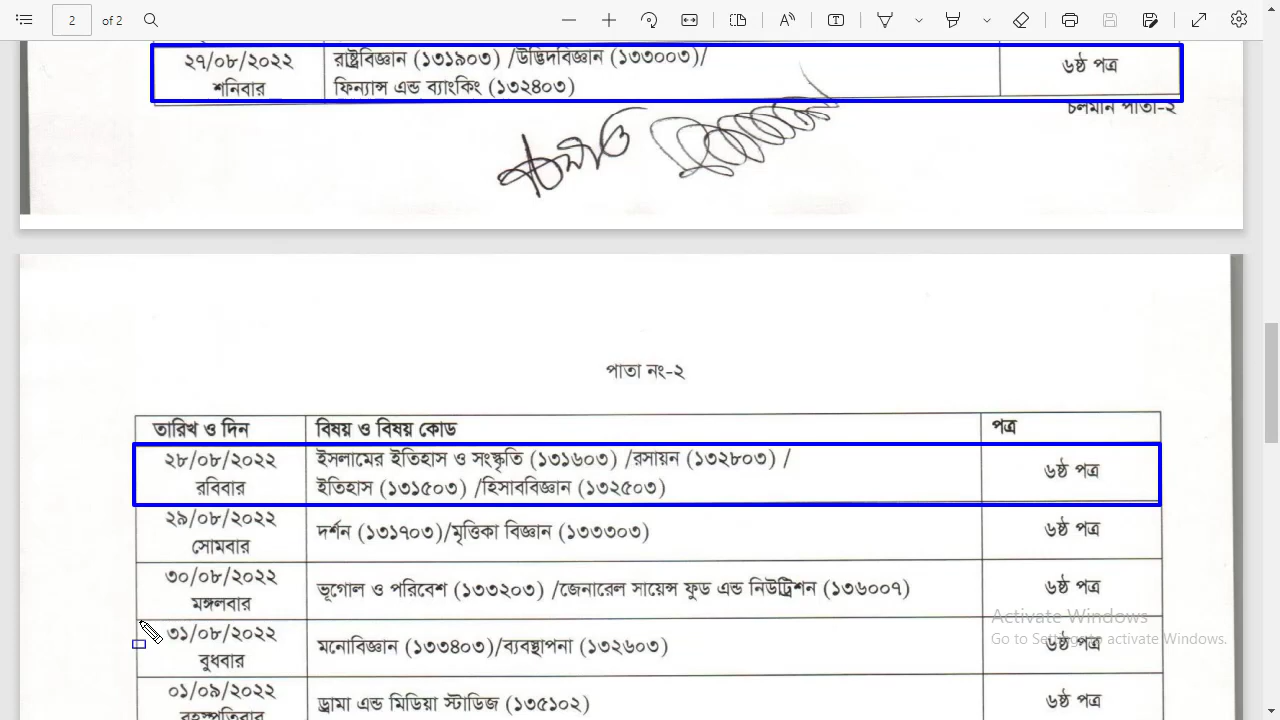 2 of 2
২৭/০৮/২০২২ রাষ্ট্রবিজ্ঞান (১৩১৯০৩) /উদ্ভিদবিজ্ঞান (১৩৩০০৩)/ ৬ষ্ঠ পত্র
শনিবার ফিন্যান্স এন্ড ব্যাংকিং (১৩২৪০৩)
চলমান পাতা-২
পাতা নং-২
তারিখ ও দিন বিষয় ও বিষয় কোড পত্র
২৮/০৮/২০২২ ইসলামের ইতিহাস ও সংস্কৃতি (১৩১৬০৩) /রসায়ন (১৩২৮০৩) / ৬ষ্ঠ পত্র
রবিবার ইতিহাস (১৩১৫০৩) /হিসাববিজ্ঞান (১৩২৫০৩)
২৯/০৮/২০২২ দর্শন (১৩১৭০৩)/মৃত্তিকা বিজ্ঞান (১৩৩৩০৩) ৬ষ্ঠ পত্র
সোমবার
৩০/০৮/২০২২ ভূগোল ও পরিবেশ (১৩৩২০৩) /জেনারেল সায়েন্স ফুড এন্ড নিউট্রিশন (১৩৬০০৭) ৬ষ্ঠ পত্র
মঙ্গলবার
Activate Windows
Go to Settings to activate Windows.
৩১/০৮/২০২২ মনোবিজ্ঞান (১৩৩৪০৩)/ব্যবস্থাপনা (১৩২৬০৩) ৬ষ্ঠ পত্র
বুধবার
০১/০৯/২০২২ ড্রামা এন্ড মিডিয়া স্টাডিজ (১৩৫১০২) ৬ষ্ঠ পত্র
বৃহস্পতিবার